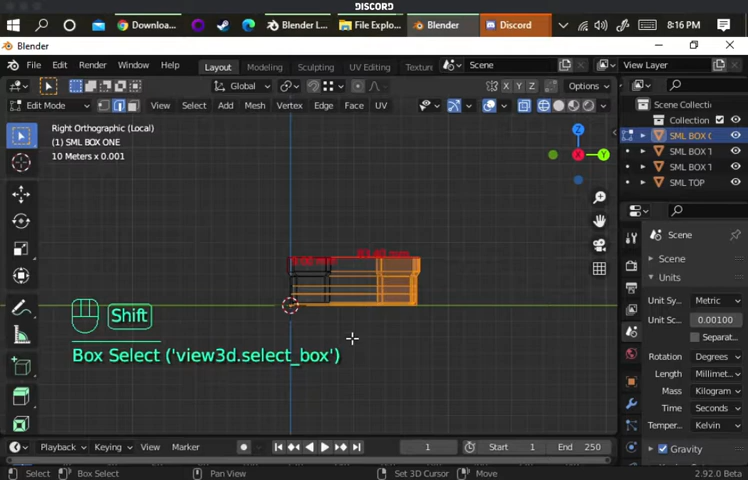 DISCORD
Downloa...
Blender L...
File Explo...
Blender
Discord
8:16 PM
Blender
File Edit Render Window Help Layout Modeling Sculpting UV Editing Textur Scene View Layer
Global Options
Edit Mode View Select Add Mesh Vertex Edge Face UV
Right Orthographic (Local)
(1) SML BOX ONE
10 Meters x 0.001
Z
Y
X
Scene Collec
Collection
SML BOX
SML BOX T
SML BOX T
SML TOP
Scene
Scene
Units
Unit Sy... Metric
Unit Sc... 0.00100
Separat
Rotation Degrees
Length Millimet...
Mass Kilogram
Time Seconds
Temper... Kelvin
Gravity
Shift
Box Select ('view3d.select_box')
Playback Keying View Marker 1 Start 1 End 250
Select Box Select Pan View Set 3D Cursor Move 2.92.0 Beta